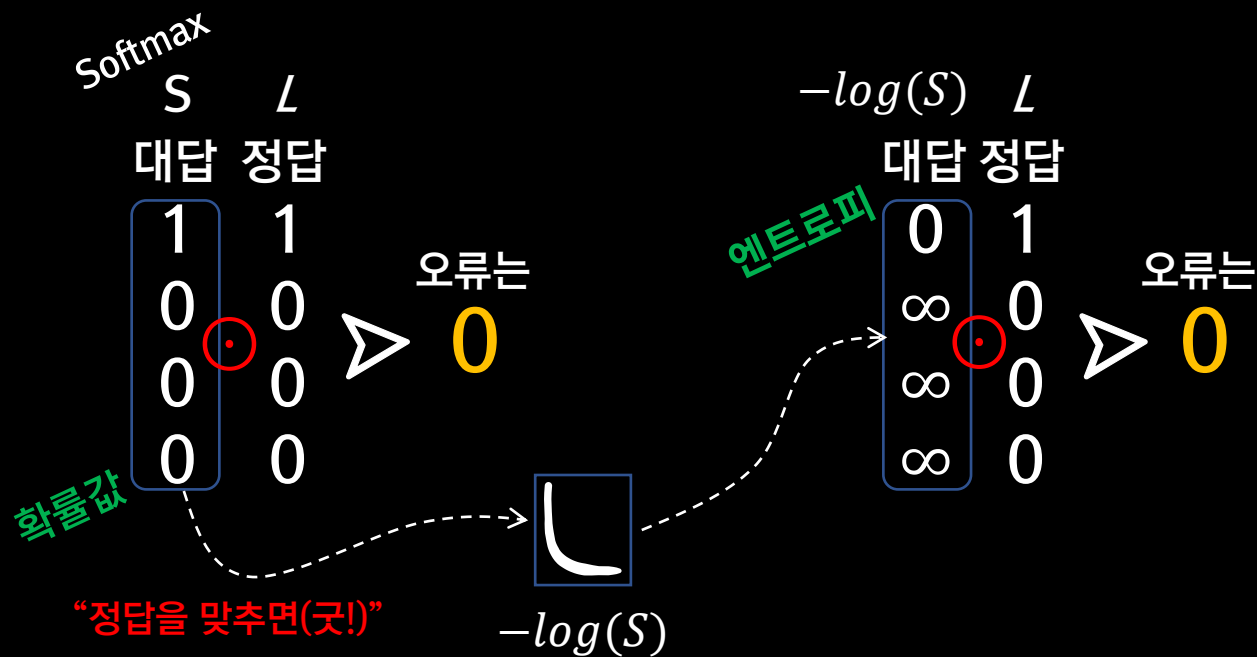 Softmax
S L
대답 정답
1 1
0 0
0 0
0 0
확률값
오류는
0
“정답을 맞추면(굿!)”
−log(S)
−log(S) L
대답 정답
엔트로피
0 1
∞ 0
∞ 0
∞ 0
오류는
0